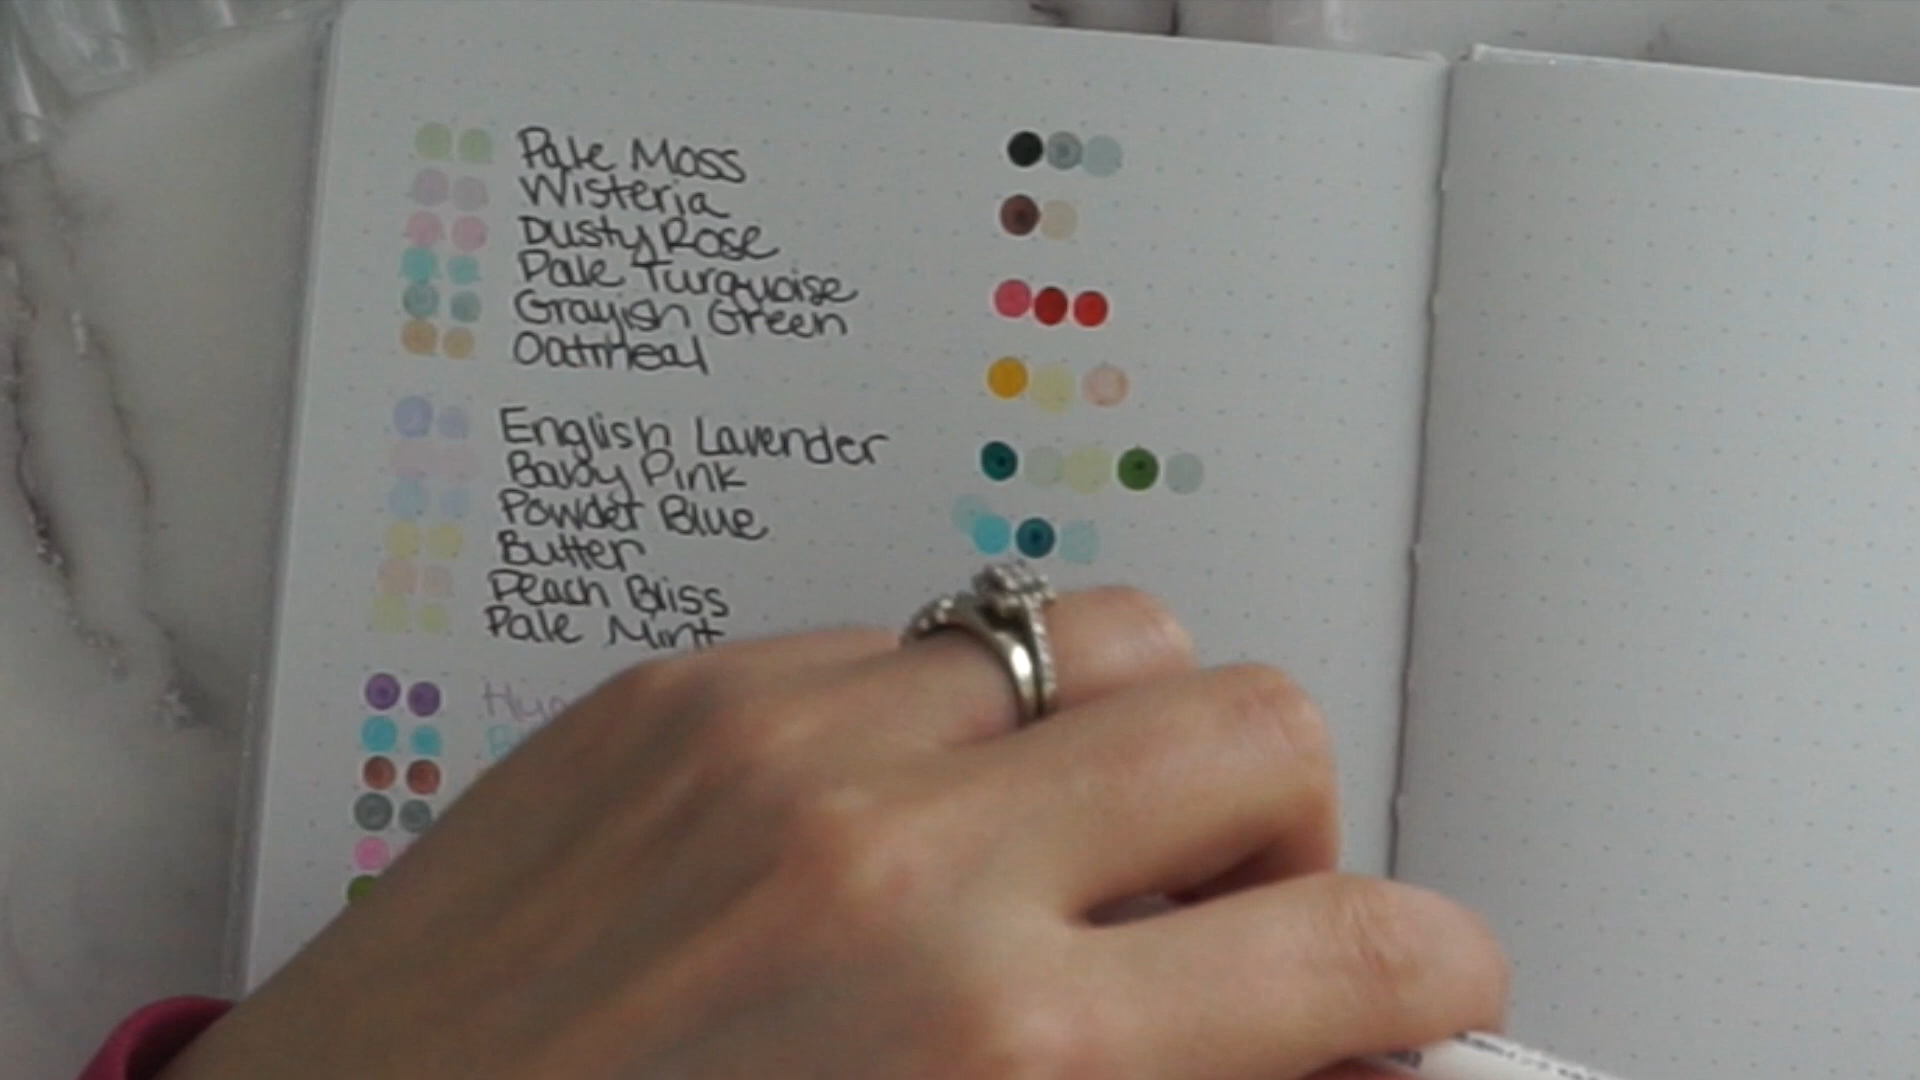 Pale Moss
Wisteria
Dusty Rose
Pale Turquoise
Grayish Green
Oatmeal
English Lavender
Baby Pink
Powder Blue
Butter
Peach Bliss
Pale Mint